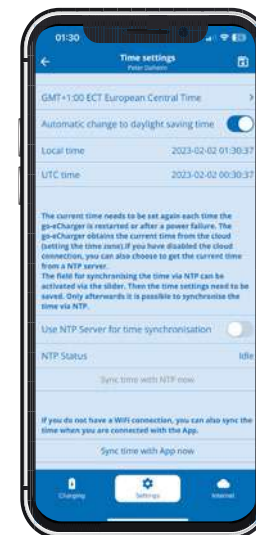 01:30
Time settings
Peter Dalheim
GMT+1:00 ECT European Central Time
Automatic change to daylight saving time
Local time 2023-02-02 01:30:37
UTC time 2023-02-02 00:30:37
The current time needs to be set again each time the
go-eCharger is restarted or after a power failure. The
go-eCharger obtains the current time from the cloud
(setting the time zone).If you have disabled the cloud
connection, you can also choose to get the current time
from a NTP server.
The field for synchronising the time via NTP can be
activated via the slider. Then the time settings need to be
saved. Only afterwards it is possible to synchronise the
time via NTP.
Use NTP Server for time synchronisation
NTP Status Idle
Sync time with NTP now
If you do not have a WiFi connection, you can also sync the
time when you are connected with the App.
Sync time with App now
Charging Settings Internet